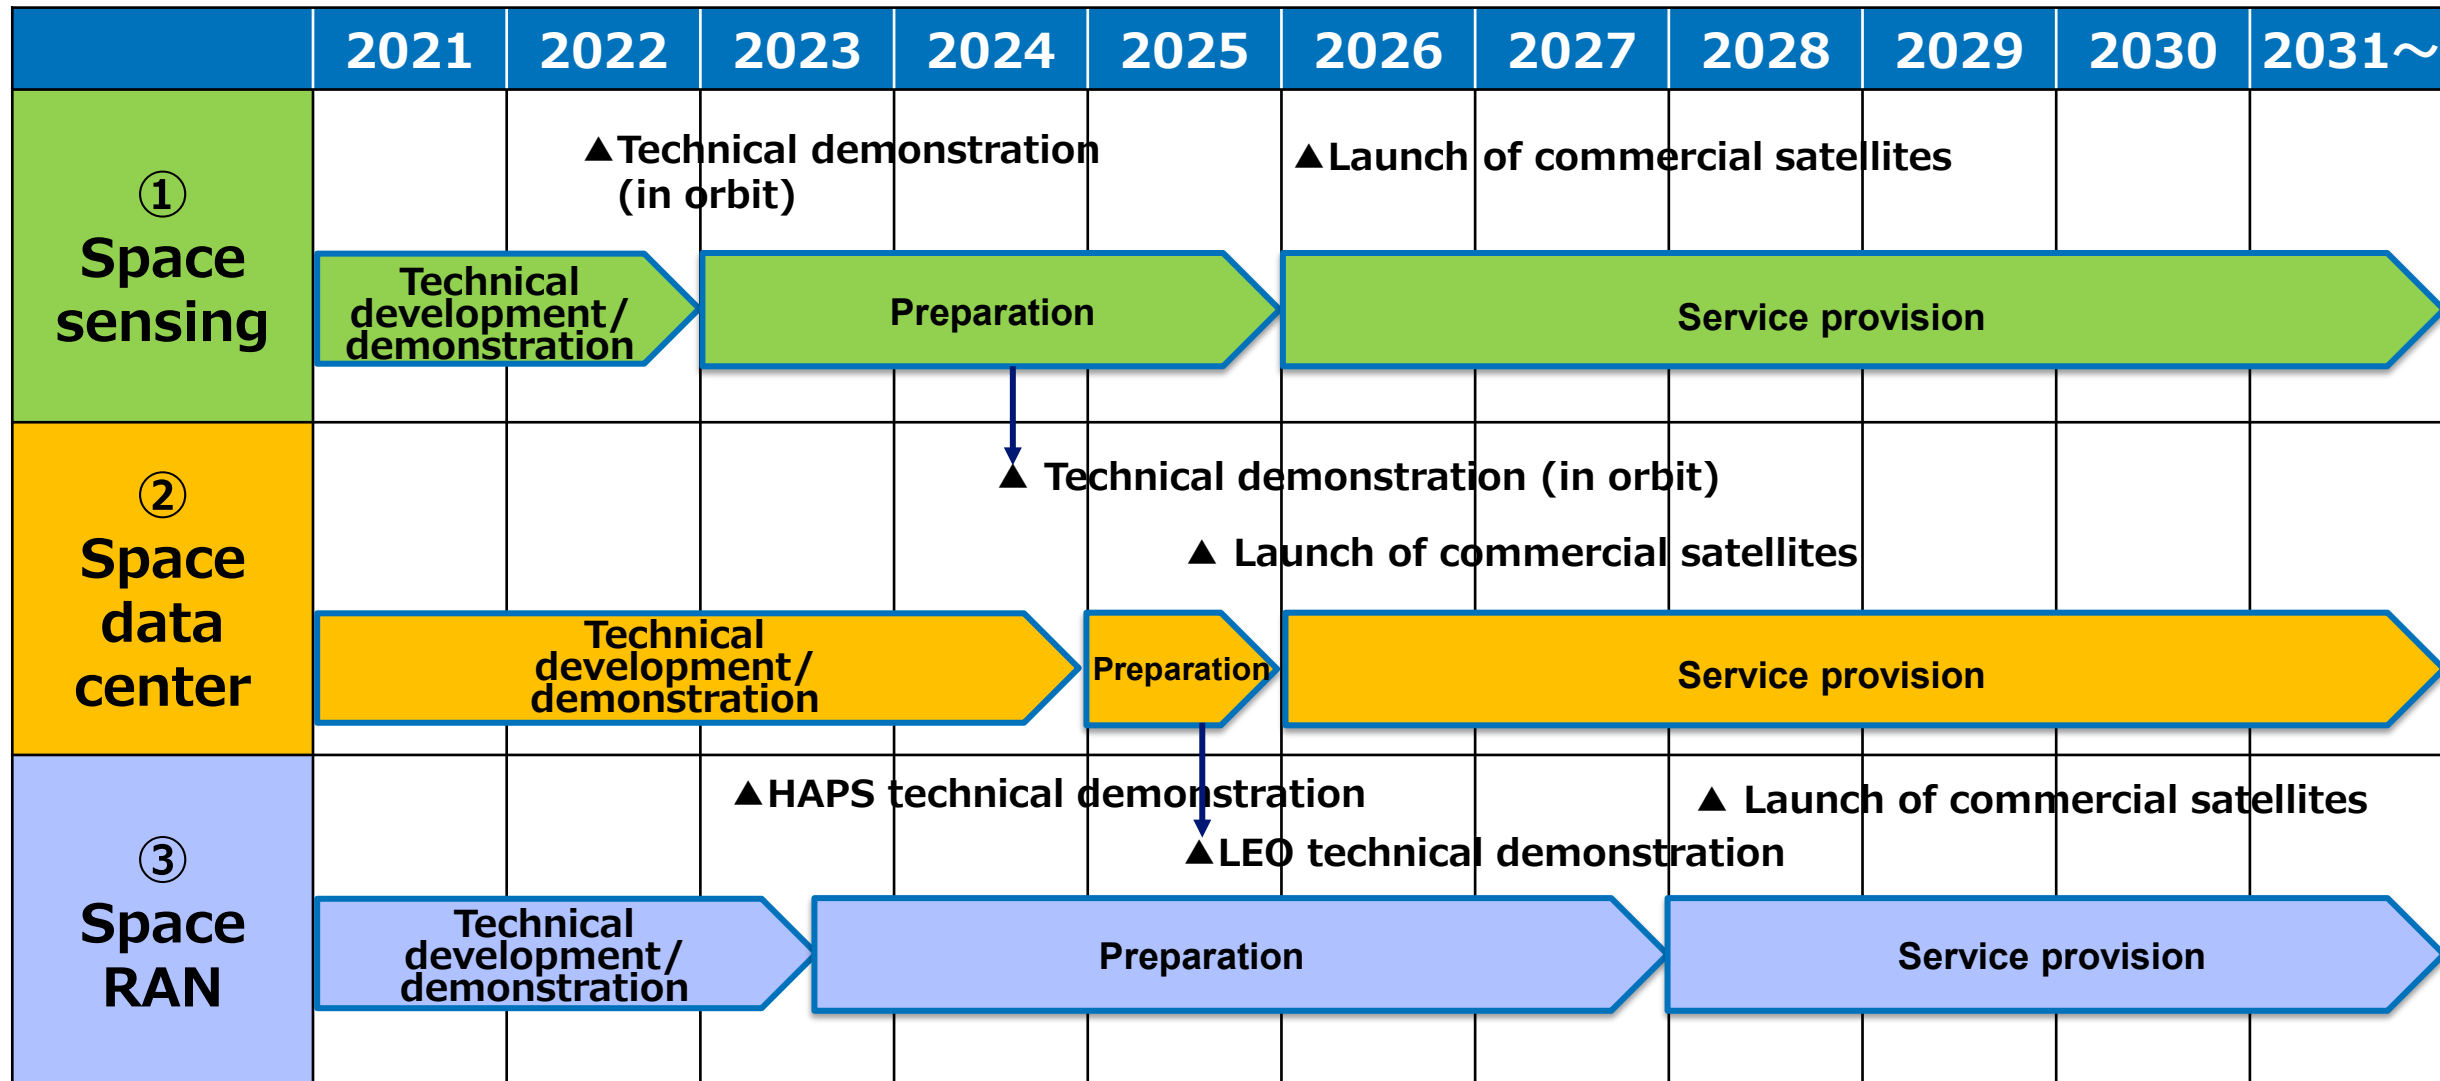 2021 2022 2023 2024 2025 2026 2027 2028 2029 2030 2031～
①
Space
sensing
▲Technical demonstration
(in orbit)
▲Launch of commercial satellites
Technical
development/
demonstration
Preparation
Service provision
②
Space
data
center
▲ Technical demonstration (in orbit)
▲ Launch of commercial satellites
Technical
development/
demonstration
Preparation
Service provision
③
Space
RAN
▲HAPS technical demonstration
▲ Launch of commercial satellites
▲LEO technical demonstration
Technical
development/
demonstration
Preparation
Service provision